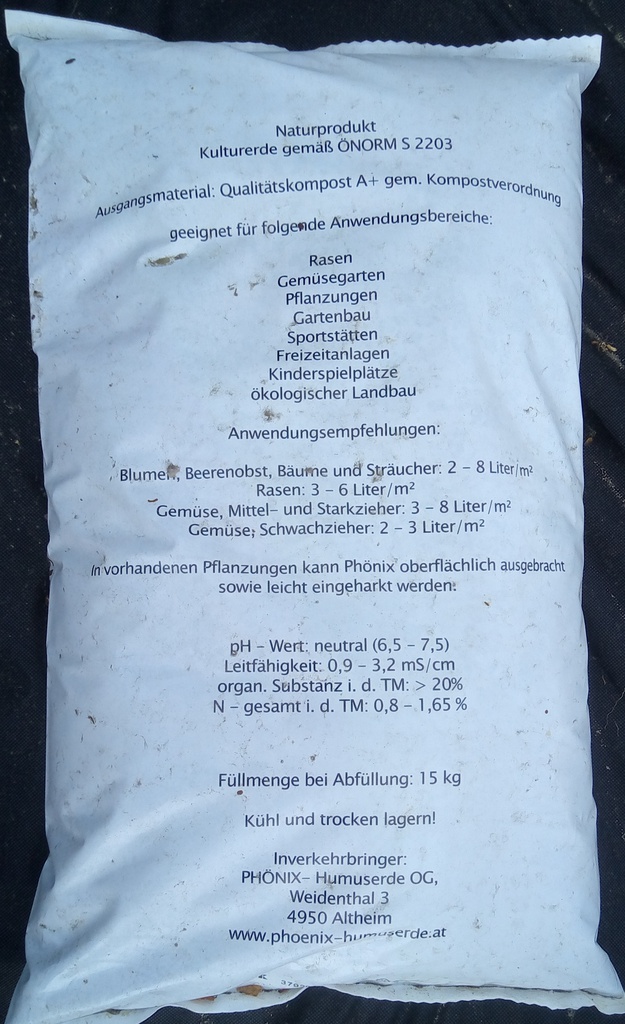 Naturprodukt
Kulturerde gemäß ÖNORM S 2203
Ausgangsmaterial: Qualitätskompost A+ gem. Kompostverordnung
geeignet für folgende Anwendungsbereiche:
Rasen
Gemüsegarten
Pflanzungen
Gartenbau
Sportstätten
Freizeitanlagen
Kinderspielplätze
ökologischer Landbau
Anwendungsempfehlungen:
Blumen, Beerenobst, Bäume und Sträucher: 2 – 8 Liter/m²
Rasen: 3 – 6 Liter/m²
Gemüse, Mittel- und Starkzieher: 3 – 8 Liter/m²
Gemüse, Schwachzieher: 2 – 3 Liter/m²
In vorhandenen Pflanzungen kann Phönix oberflächlich ausgebracht
sowie leicht eingeharkt werden.
pH – Wert: neutral (6,5 – 7,5)
Leitfähigkeit: 0,9 – 3,2 mS/cm
organ. Substanz i. d. TM: > 20%
N – gesamt i. d. TM: 0,8 – 1,65 %
Füllmenge bei Abfüllung: 15 kg
Kühl und trocken lagern!
Inverkehrbringer:
PHÖNIX– Humuserde OG,
Weidenthal 3
4950 Altheim
www.phoenix-humuserde.at